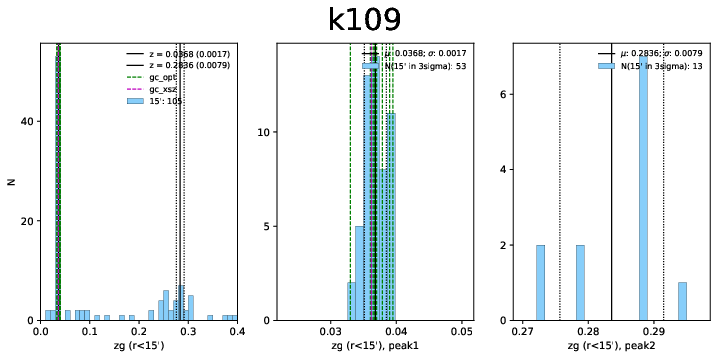 k109
z = 0.0368 (0.0017)
z = 0.2836 (0.0079)
gc_opt
gc_xsz
15': 105
N
0
20
40
0.0 0.1 0.2 0.3 0.4
zg (r<15')
μ: 0.0368; σ: 0.0017
N(15' in 3sigma): 53
0
5
10
0.03 0.04 0.05
zg (r<15'), peak1
μ: 0.2836; σ: 0.0079
N(15' in 3sigma): 13
0
2
4
6
0.27 0.28 0.29
zg (r<15'), peak2